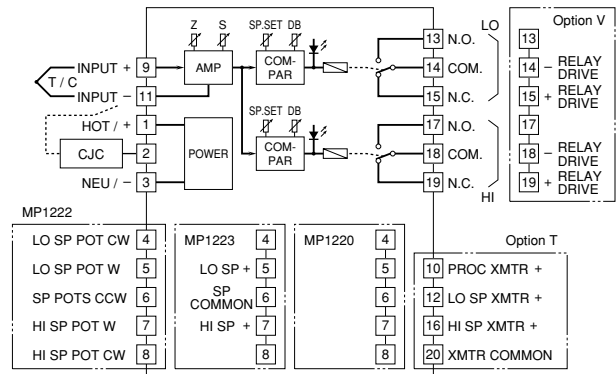 Z S SP.SET DB LO Option V
13 N.O. 13
INPUT + 9 AMP COM- PAR 14 COM. 14 − RELAY DRIVE
T / C
INPUT − 11 15 N.C. 15 + RELAY DRIVE
HOT / + 1 SP.SET DB 17 N.O. 17
CJC 2 POWER COM- PAR 18 COM. 18 − RELAY DRIVE
NEU / − 3 19 N.C. 19 + RELAY DRIVE
HI
MP1222
LO SP POT CW 4
LO SP POT W 5
SP POTS CCW 6
HI SP POT W 7
HI SP POT CW 8
MP1223 4
LO SP + 5
SP COMMON 6
HI SP + 7
8
MP1220 4
5
6
7
8
Option T
10 PROC XMTR +
12 LO SP XMTR +
16 HI SP XMTR +
20 XMTR COMMON